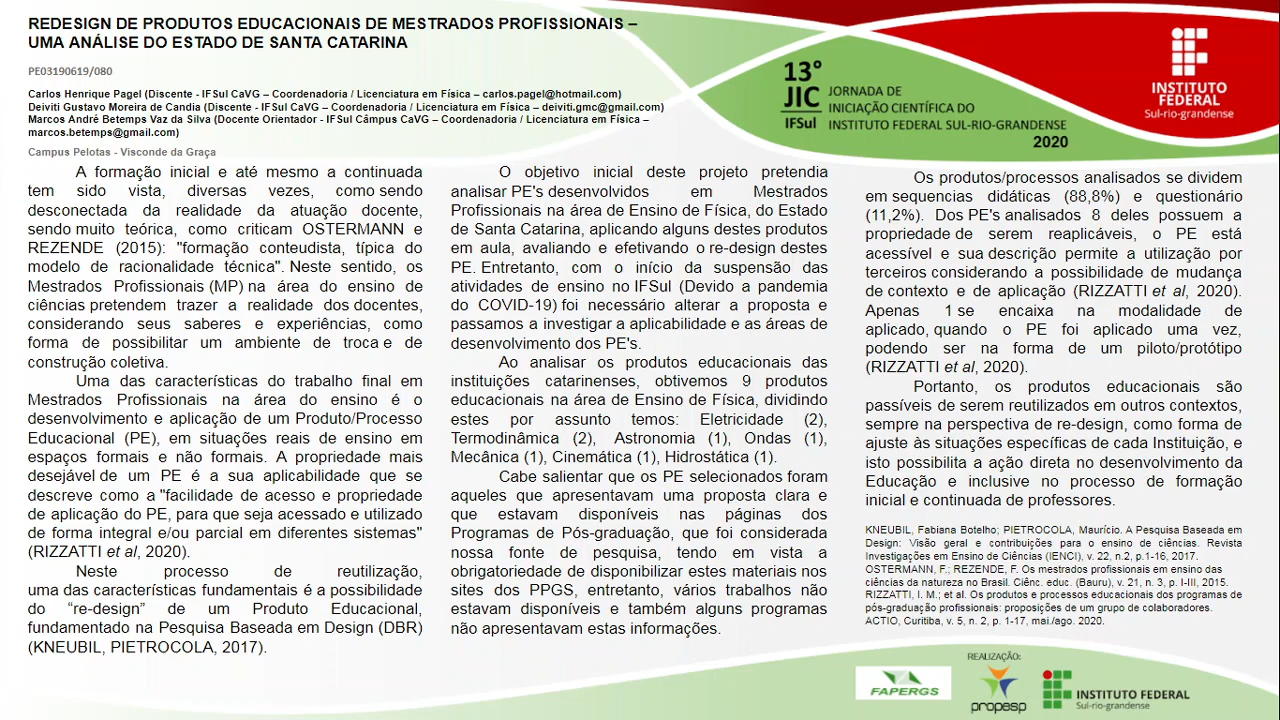 REDESIGN DE PRODUTOS EDUCACIONAIS DE MESTRADOS PROFISSIONAIS –
UMA ANÁLISE DO ESTADO DE SANTA CATARINA
PE03190619/080
Carlos Henrique Pagel (Discente - IFSul CaVG – Coordenadoria / Licenciatura em Física – carlos.pagel@hotmail.com)
Deiviti Gustavo Moreira de Candia (Discente - IFSul CaVG – Coordenadoria / Licenciatura em Física – deiviti.gmc@gmail.com)
Marcos André Betemps Vaz da Silva (Docente Orientador - IFSul Câmpus CaVG – Coordenadoria / Licenciatura em Física –
marcos.betemps@gmail.com)
Campus Pelotas - Visconde da Graça
13°
JIC
IFSul
JORNADA DE
INICIAÇÃO CIENTÍFICA DO
INSTITUTO FEDERAL SUL-RIO-GRANDENSE
2020
INSTITUTO
FEDERAL
Sul-rio-grandense
A formação inicial e até mesmo a continuada
tem sido vista, diversas vezes, como sendo
desconectada da realidade da atuação docente,
sendo muito teórica, como criticam OSTERMANN e
REZENDE (2015): "formação conteudista, típica do
modelo de racionalidade técnica". Neste sentido, os
Mestrados Profissionais (MP) na área do ensino de
ciências pretendem trazer a realidade dos docentes,
considerando seus saberes e experiências, como
forma de possibilitar um ambiente de troca e de
construção coletiva.
Uma das características do trabalho final em
Mestrados Profissionais na área do ensino é o
desenvolvimento e aplicação de um Produto/Processo
Educacional (PE), em situações reais de ensino em
espaços formais e não formais. A propriedade mais
desejável de um PE é a sua aplicabilidade que se
descreve como a "facilidade de acesso e propriedade
de aplicação do PE, para que seja acessado e utilizado
de forma integral e/ou parcial em diferentes sistemas"
(RIZZATTI et al, 2020).
Neste processo de reutilização,
uma das características fundamentais é a possibilidade
do “re-design” de um Produto Educacional,
fundamentado na Pesquisa Baseada em Design (DBR)
(KNEUBIL, PIETROCOLA, 2017).
O objetivo inicial deste projeto pretendia
analisar PE's desenvolvidos em Mestrados
Profissionais na área de Ensino de Física, do Estado
de Santa Catarina, aplicando alguns destes produtos
em aula, avaliando e efetivando o re-design destes
PE. Entretanto, com o início da suspensão das
atividades de ensino no IFSul (Devido a pandemia
do COVID-19) foi necessário alterar a proposta e
passamos a investigar a aplicabilidade e as áreas de
desenvolvimento dos PE's.
Ao analisar os produtos educacionais das
instituições catarinenses, obtivemos 9 produtos
educacionais na área de Ensino de Física, dividindo
estes por assunto temos: Eletricidade (2),
Termodinâmica (2), Astronomia (1), Ondas (1),
Mecânica (1), Cinemática (1), Hidrostática (1).
Cabe salientar que os PE selecionados foram
aqueles que apresentavam uma proposta clara e
que estavam disponíveis nas páginas dos
Programas de Pós-graduação, que foi considerada
nossa fonte de pesquisa, tendo em vista a
obrigatoriedade de disponibilizar estes materiais nos
sites dos PPGS, entretanto, vários trabalhos não
estavam disponíveis e também alguns programas
não apresentavam estas informações.
Os produtos/processos analisados se dividem
em sequencias didáticas (88,8%) e questionário
(11,2%). Dos PE's analisados 8 deles possuem a
propriedade de serem reaplicáveis, o PE está
acessível e sua descrição permite a utilização por
terceiros considerando a possibilidade de mudança
de contexto e de aplicação (RIZZATTI et al, 2020).
Apenas 1 se encaixa na modalidade de
aplicado, quando o PE foi aplicado uma vez,
podendo ser na forma de um piloto/protótipo
(RIZZATTI et al, 2020).
Portanto, os produtos educacionais são
passíveis de serem reutilizados em outros contextos,
sempre na perspectiva de re-design, como forma de
ajuste às situações específicas de cada Instituição, e
isto possibilita a ação direta no desenvolvimento da
Educação e inclusive no processo de formação
inicial e continuada de professores.
KNEUBIL, Fabiana Botelho; PIETROCOLA, Maurício. A Pesquisa Baseada em
Design: Visão geral e contribuições para o ensino de ciências. Revista
Investigações em Ensino de Ciências (IENCI), v. 22, n.2, p.1-16, 2017.
OSTERMANN, F.; REZENDE, F. Os mestrados profissionais em ensino das
ciências da natureza no Brasil. Ciênc. educ. (Bauru), v. 21, n. 3, p. I-III, 2015.
RIZZATTI, I. M.; et al. Os produtos e processos educacionais dos programas de
pós-graduação profissionais: proposições de um grupo de colaboradores.
ACTIO, Curitiba, v. 5, n. 2, p. 1-17, mai./ago. 2020.
REALIZAÇÃO:
FAPERGS
propesp
INSTITUTO FEDERAL
Sul-rio-grandense